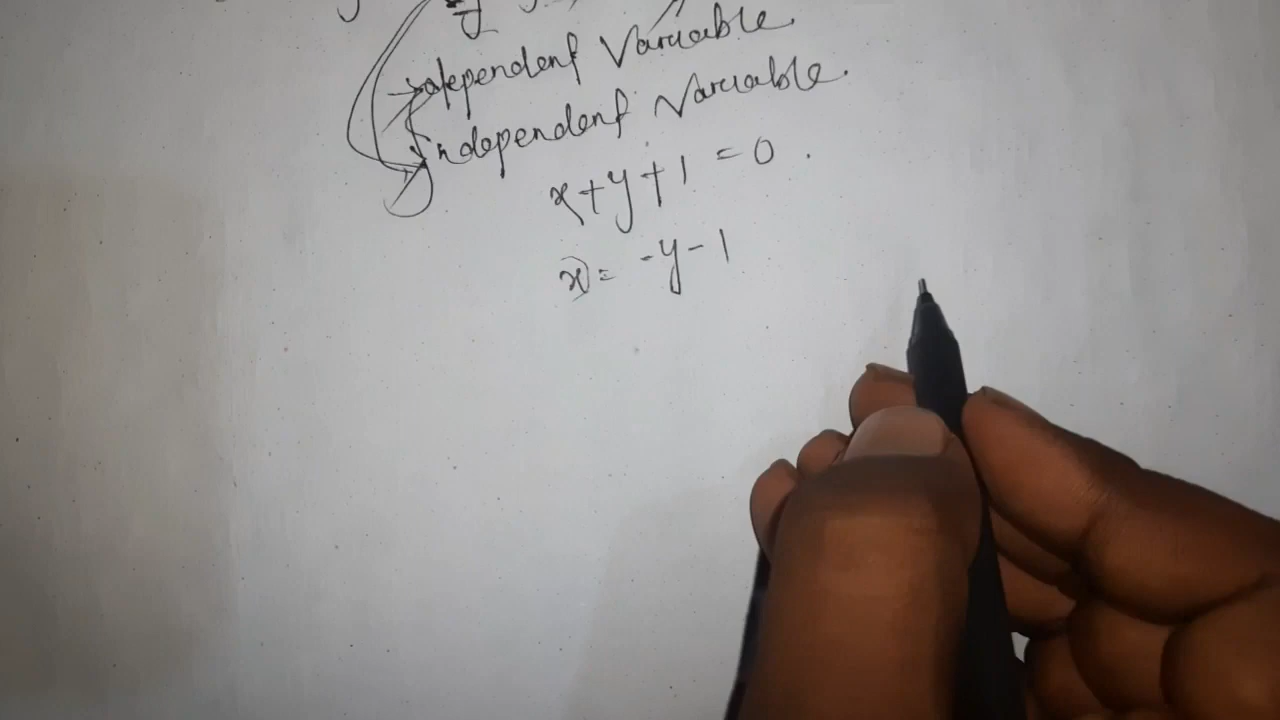 dependent Variable.
Independent Variable.
x+y+1 = 0 .
x = -y-1